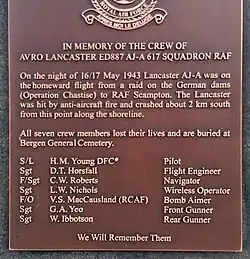 APRÈS MOI LE DÉLUGE
IN MEMORY OF THE CREW OF
AVRO LANCASTER ED887 AJ-A 617 SQUADRON RAF
On the night of 16/17 May 1943 Lancaster AJ-A was on
the homeward flight from a raid on the German dams
(Operation Chastise) to RAF Scampton. The Lancaster
was hit by anti-aircraft fire and crashed about 2 km south
from this point along the shoreline.
All seven crew members lost their lives and are buried at
Bergen General Cemetery.
S/L H.M. Young DFC* Pilot
Sgt D.T. Horsfall Flight Engineer
F/Sgt C.W. Roberts Navigator
Sgt L.W. Nichols Wireless Operator
F/O V.S. MacCausland (RCAF) Bomb Aimer
Sgt G.A. Yeo Front Gunner
Sgt W. Ibbotson Rear Gunner
We Will Remember Them